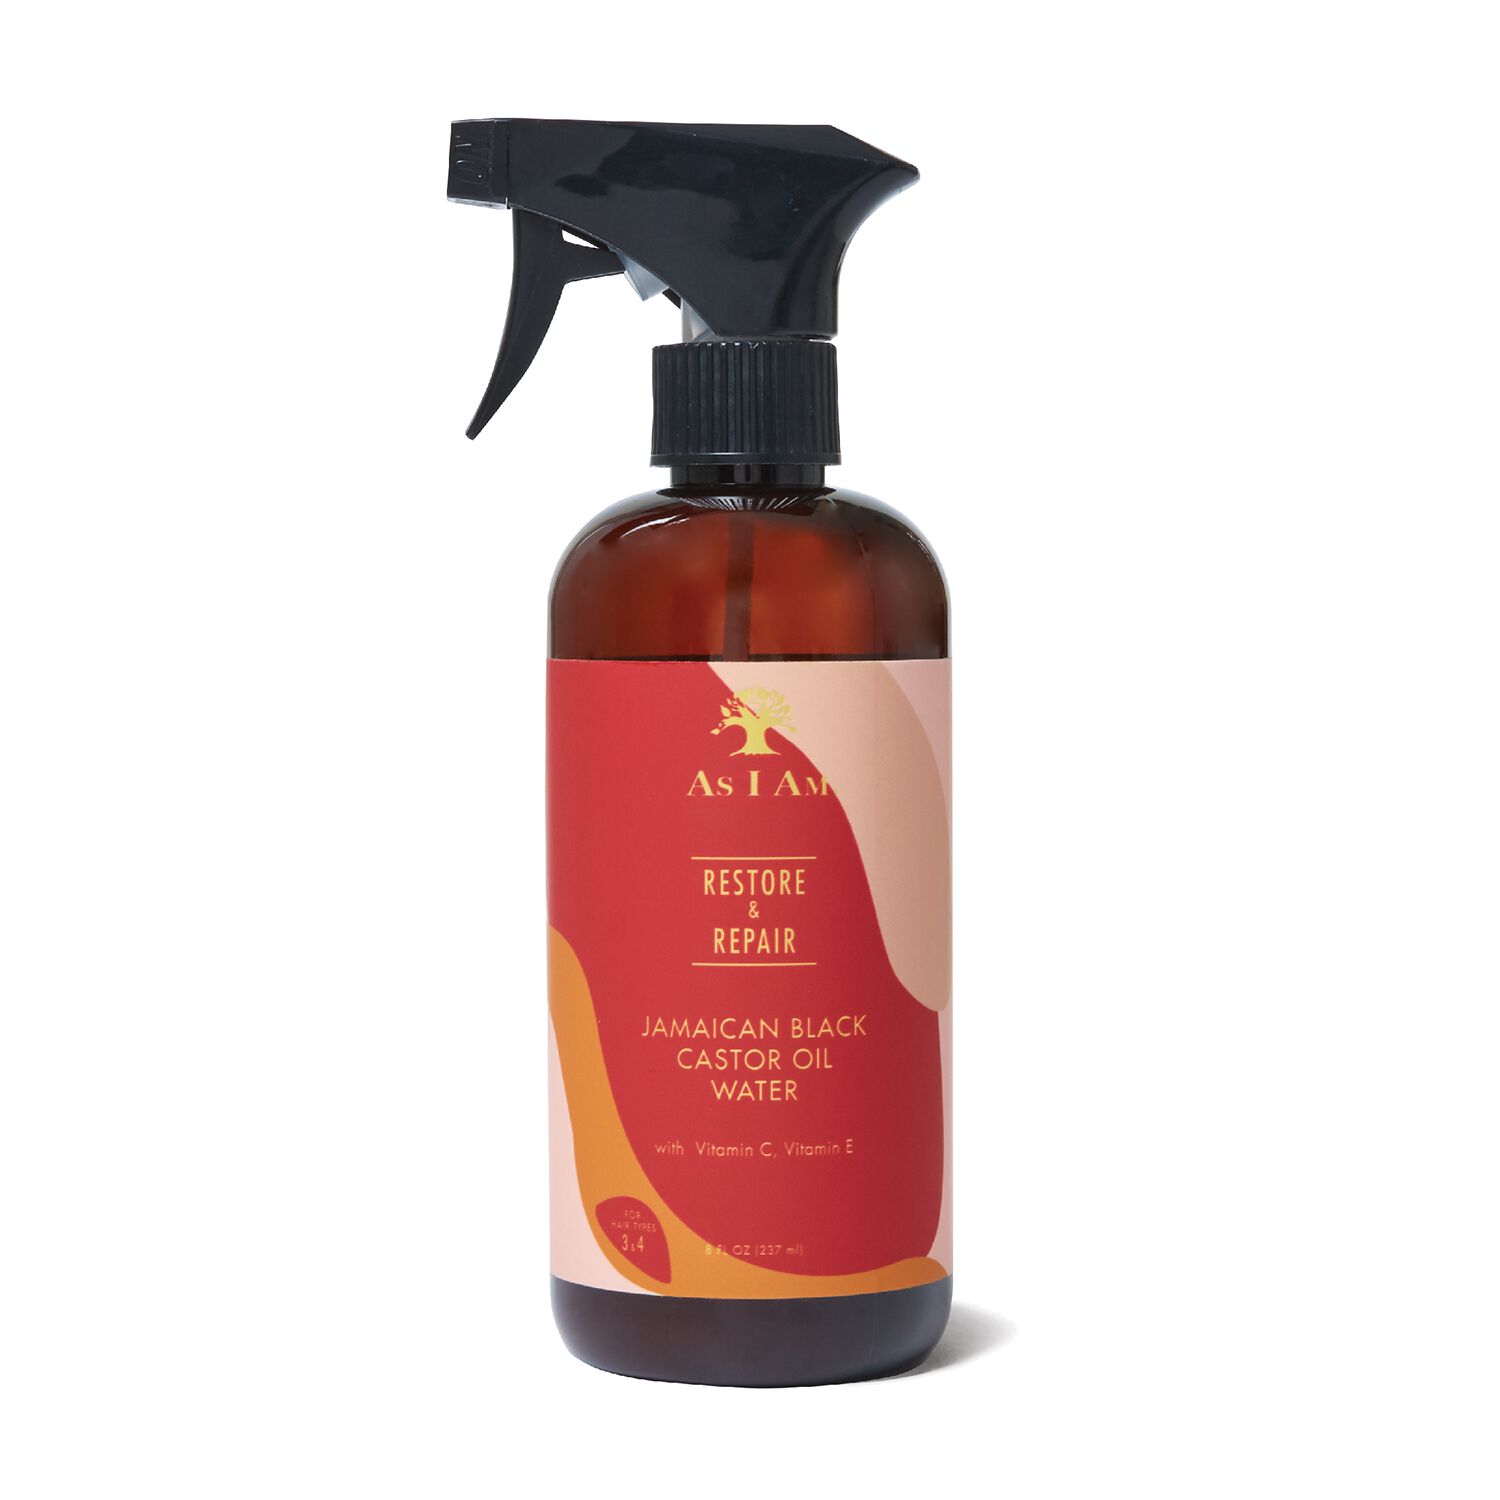 AS I AM
RESTORE
&
REPAIR
JAMAICAN BLACK
CASTOR OIL
WATER
with Vitamin C, Vitamin E
FOR
HAIR TYPES
3 & 4
8 FL OZ (237 ml)